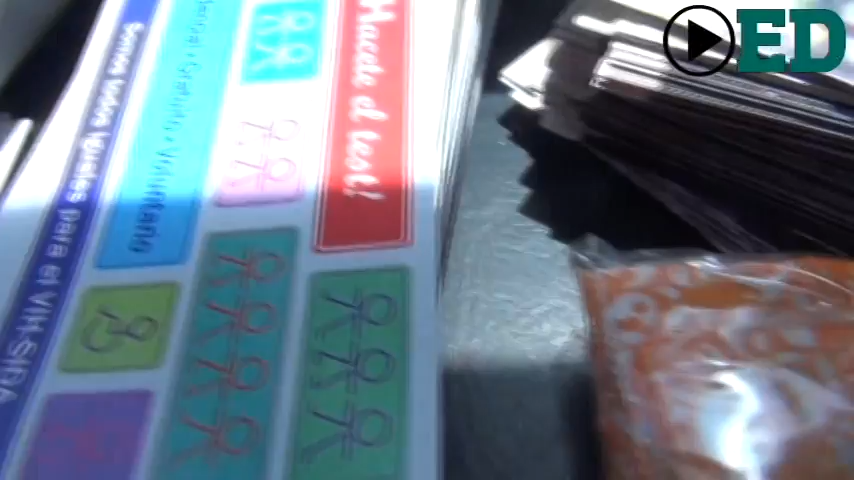 ED
Hacete el test!
Gratuito • Voluntario
Somos todos iguales para el VIH-SIDA